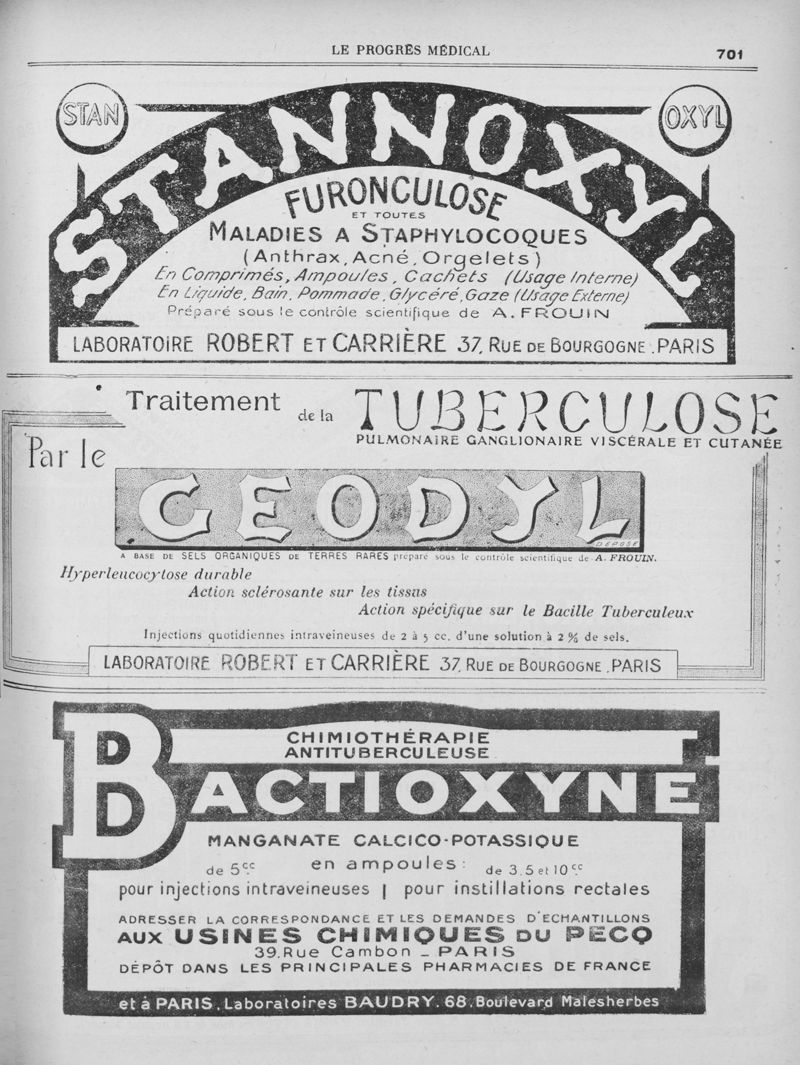 LE PROGRÈS MÉDICAL
701
STAN
OXYL
STANNOXYL
FURONCULOSE
ET TOUTES
MALADIES A STAPHYLOCOQUES
(Anthrax, Acné, Orgelets)
En Comprimés, Ampoules, Cachets (Usage Interne)
En Liquide, Bain, Pommade, Glycéré, Gaze (Usage Externe)
Préparé sous le contrôle scientifique de A. FROUIN
LABORATOIRE ROBERT ET CARRIÈRE 37, RUE DE BOURGOGNE . PARIS
Traitement de la TUBERCULOSE
PULMONAIRE GANGLIONAIRE VISCÉRALE ET CUTANÉE
Par le
GEODYL
DÉPOSÉ
A BASE DE SELS ORGANIQUES DE TERRES RARES préparé sous le contrôle scientifique de A. FROUIN.
Hyperleucocytose durable
Action sclérosante sur les tissus
Action spécifique sur le Bacille Tuberculeux
Injections quotidiennes intraveineuses de 2 à 5 cc. d'une solution à 2 % de sels.
LABORATOIRE ROBERT ET CARRIÈRE 37, RUE DE BOURGOGNE . PARIS
CHIMIOTHÉRAPIE
ANTITUBERCULEUSE
BACTIOXYNE
MANGANATE CALCICO-POTASSIQUE
en ampoules:
de 5cc. de 3.5 et 10cc.
pour injections intraveineuses | pour instillations rectales
ADRESSER LA CORRESPONDANCE ET LES DEMANDES D'ECHANTILLONS
AUX USINES CHIMIQUES DU PECQ
39. Rue Cambon _ PARIS
DÉPÔT DANS LES PRINCIPALES PHARMACIES DE FRANCE
et à PARIS. Laboratoires BAUDRY. 68. Boulevard Malesherbes